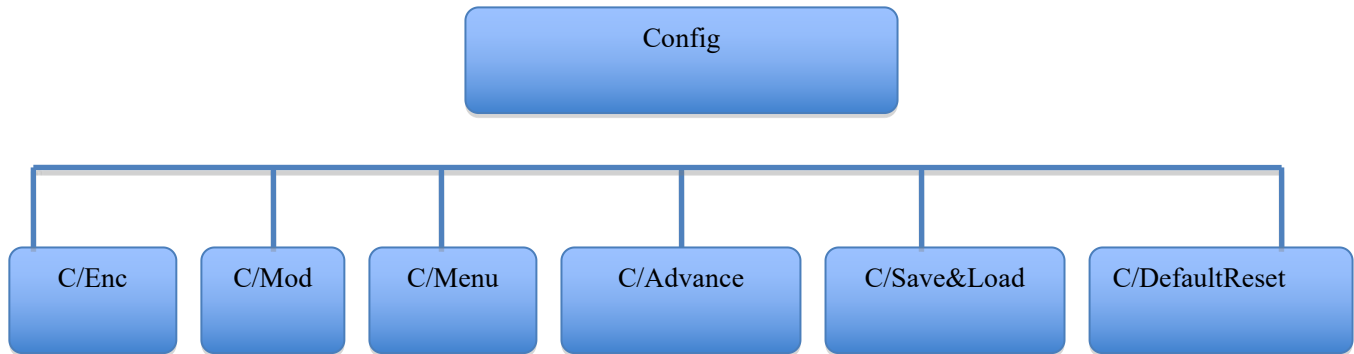 Config
C/Enc
C/Mod
C/Menu
C/Advance
C/Save&Load
C/DefaultReset